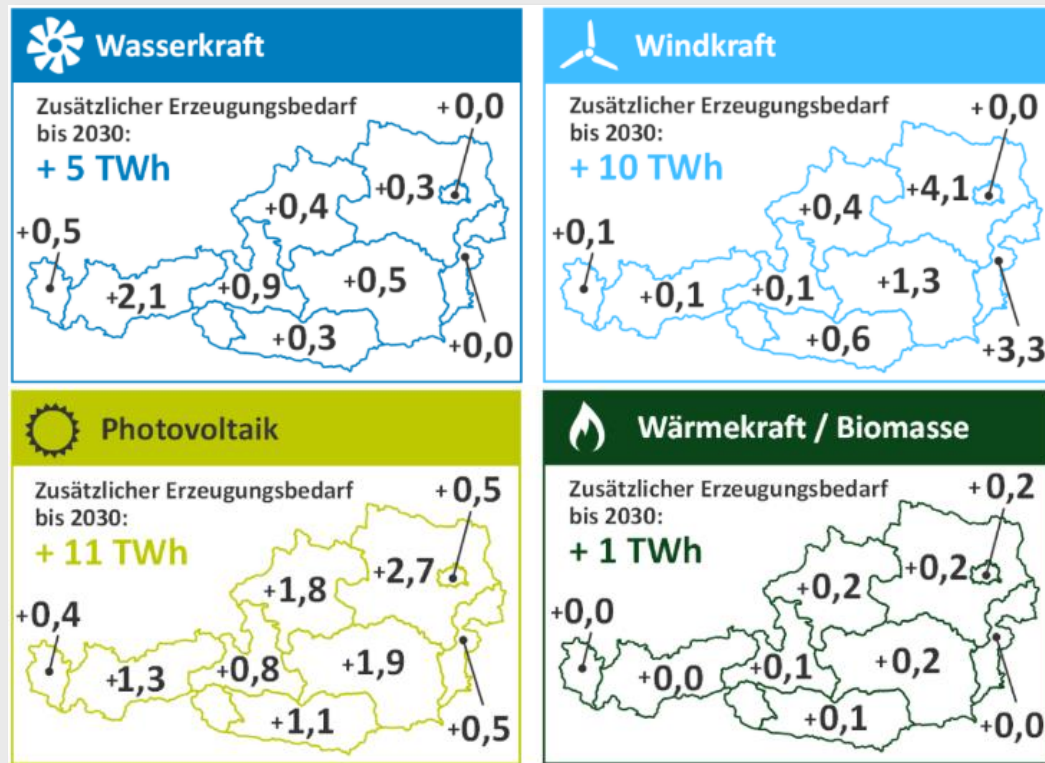 Wasserkraft
Zusätzlicher Erzeugungsbedarf
bis 2030:
+ 5 TWh
+0,0
+0,3
+0,4
+0,5
+2,1
+0,9
+0,5
+0,3
+0,0
Windkraft
Zusätzlicher Erzeugungsbedarf
bis 2030:
+ 10 TWh
+0,0
+4,1
+0,4
+0,1
+0,1
+0,1
+1,3
+0,6
+3,3
Photovoltaik
Zusätzlicher Erzeugungsbedarf
bis 2030:
+ 11 TWh
+0,5
+2,7
+1,8
+0,4
+1,3
+0,8
+1,9
+1,1
+0,5
Wärmekraft / Biomasse
Zusätzlicher Erzeugungsbedarf
bis 2030:
+ 1 TWh
+0,2
+0,2
+0,2
+0,0
+0,0
+0,1
+0,2
+0,1
+0,0